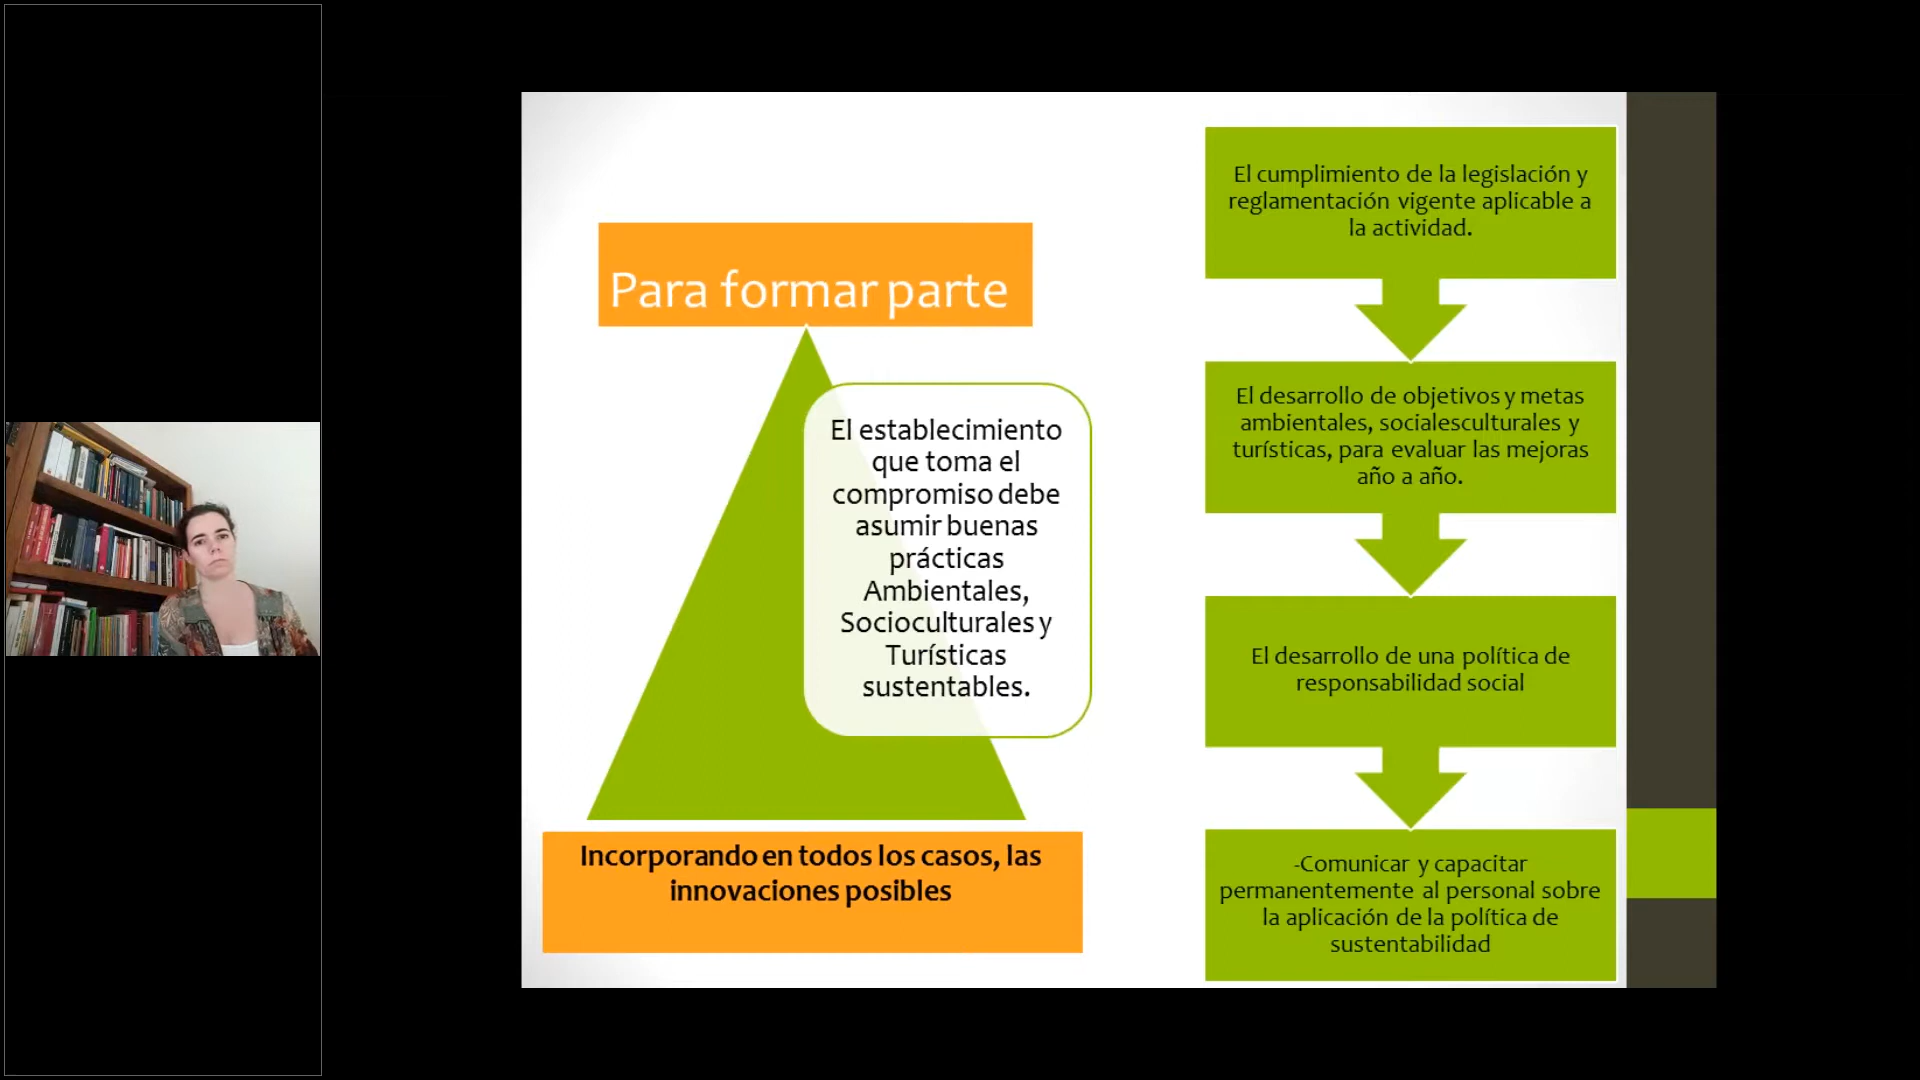 Para formar parte
El establecimiento
que toma el
compromiso debe
asumir buenas
prácticas
Ambientales,
Socioculturales y
Turísticas
sustentables.
Incorporando en todos los casos, las
innovaciones posibles
El cumplimiento de la legislación y
reglamentación vigente aplicable a
la actividad.
El desarrollo de objetivos y metas
ambientales, socialesculturales y
turísticas, para evaluar las mejoras
año a año.
El desarrollo de una política de
responsabilidad social
-Comunicar y capacitar
permanentemente al personal sobre
la aplicación de la política de
sustentabilidad